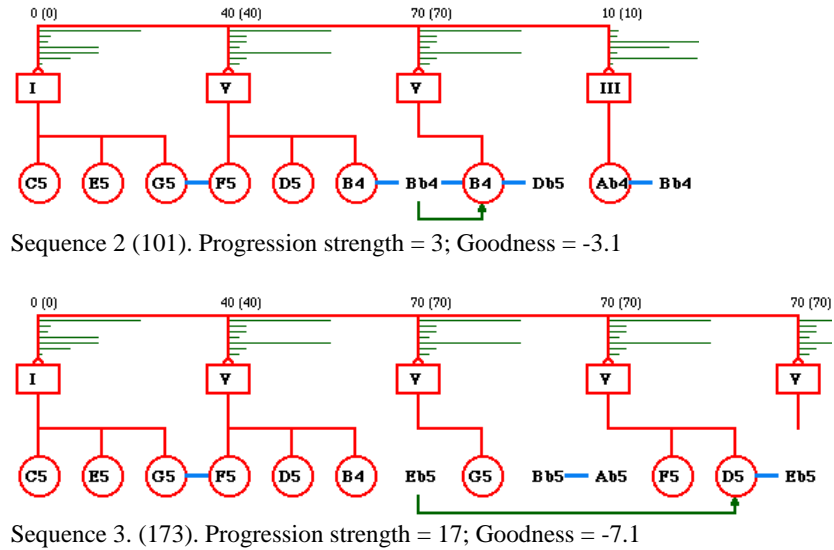 0 (0) 40 (40) 70 (70) 10 (10)
I V V III
C5 E5 G5 F5 D5 B4 Bb4 B4 Db5 Ab4 Bb4
Sequence 2 (101). Progression strength = 3; Goodness = -3.1
0 (0) 40 (40) 70 (70) 70 (70) 70 (70)
I V V V V
C5 E5 G5 F5 D5 B4 Eb5 G5 Bb5 Ab5 F5 D5 Eb5
Sequence 3. (173). Progression strength = 17; Goodness = -7.1